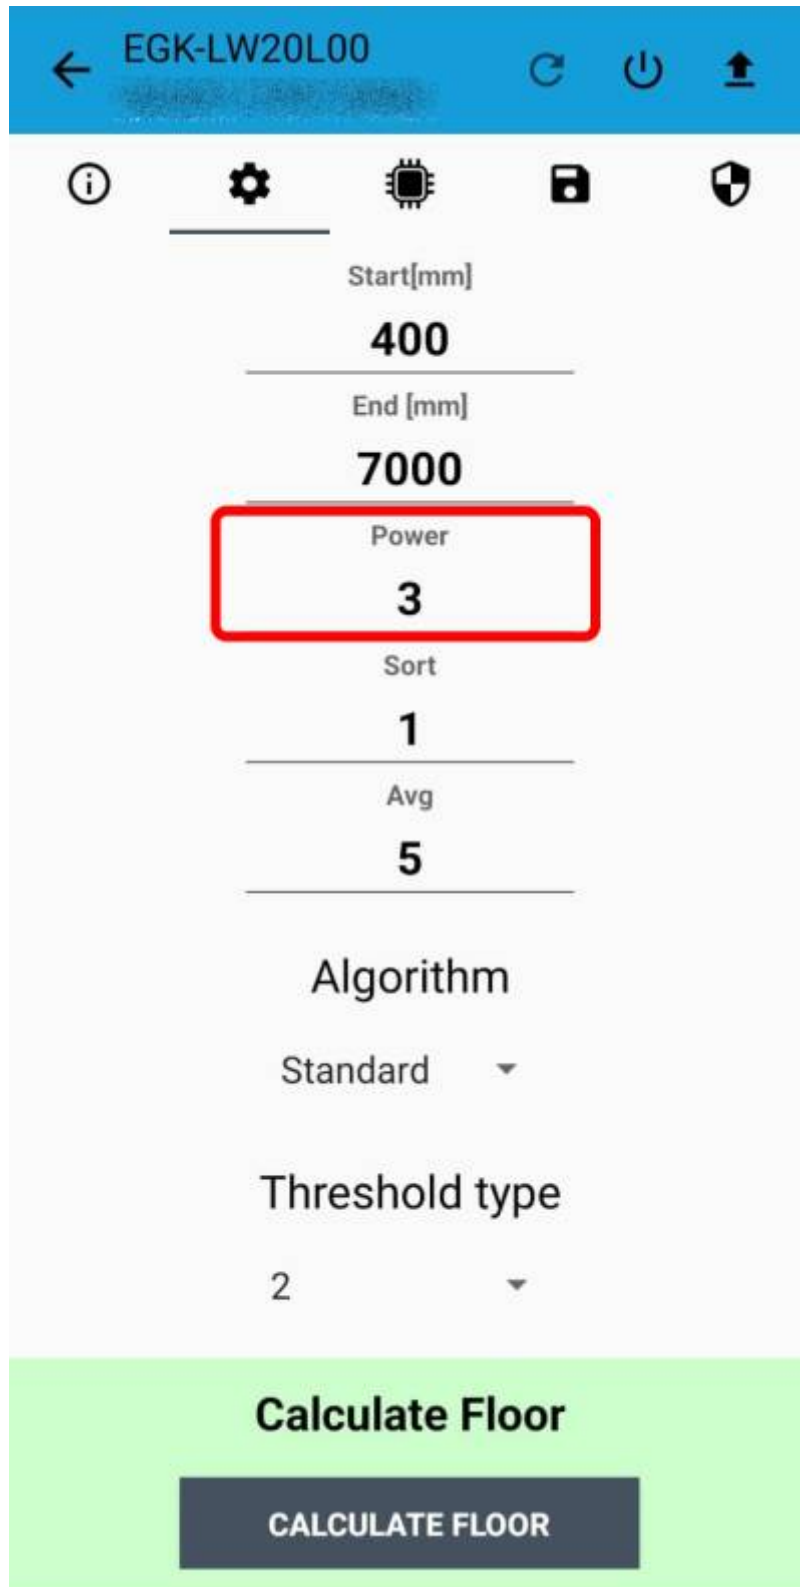 EGK-LW20L00
Start[mm]
400
End [mm]
7000
Power
3
Sort
1
Avg
5
Algorithm
Standard
Threshold type
2
Calculate Floor
CALCULATE FLOOR